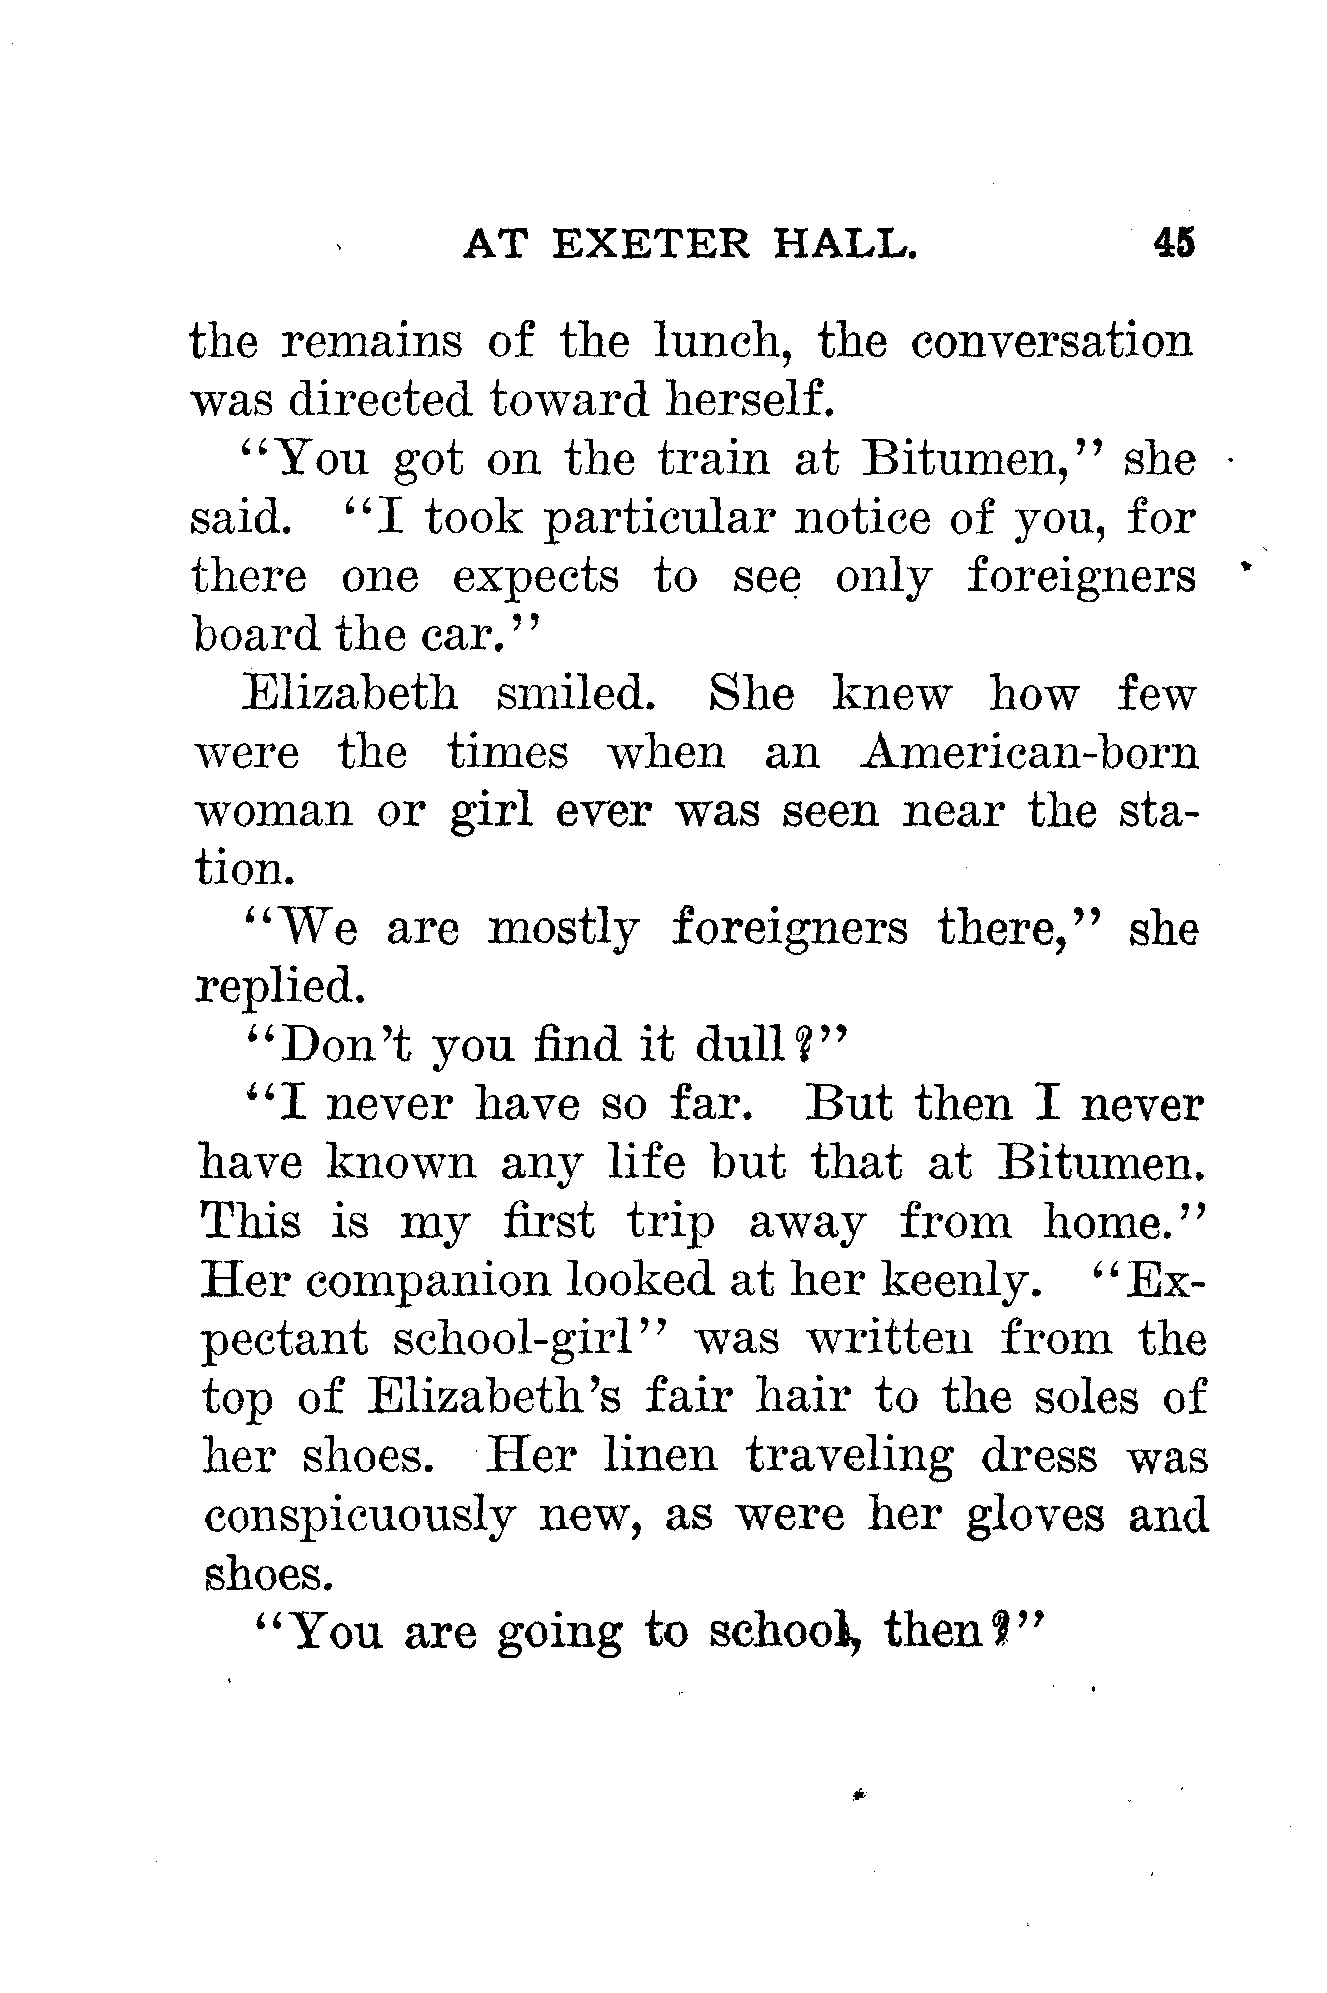 AT EXETER HALL. 45
the remains of the lunch, the conversation
was directed toward herself.
"You got on the train at Bitumen," she
said. "I took particular notice of you, for
there one expects to see only foreigners
board the car."
Elizabeth smiled. She knew how few
were the times when an American-born
woman or girl ever was seen near the sta-
tion.
"We are mostly foreigners there," she
replied.
"Don't you find it dull?"
"I never have so far. But then I never
have known any life but that at Bitumen.
This is my first trip away from home."
Her companion looked at her keenly. "Ex-
pectant school-girl" was written from the
top of Elizabeth's fair hair to the soles of
her shoes. Her linen traveling dress was
conspicuously new, as were her gloves and
shoes.
"You are going to school, then?"